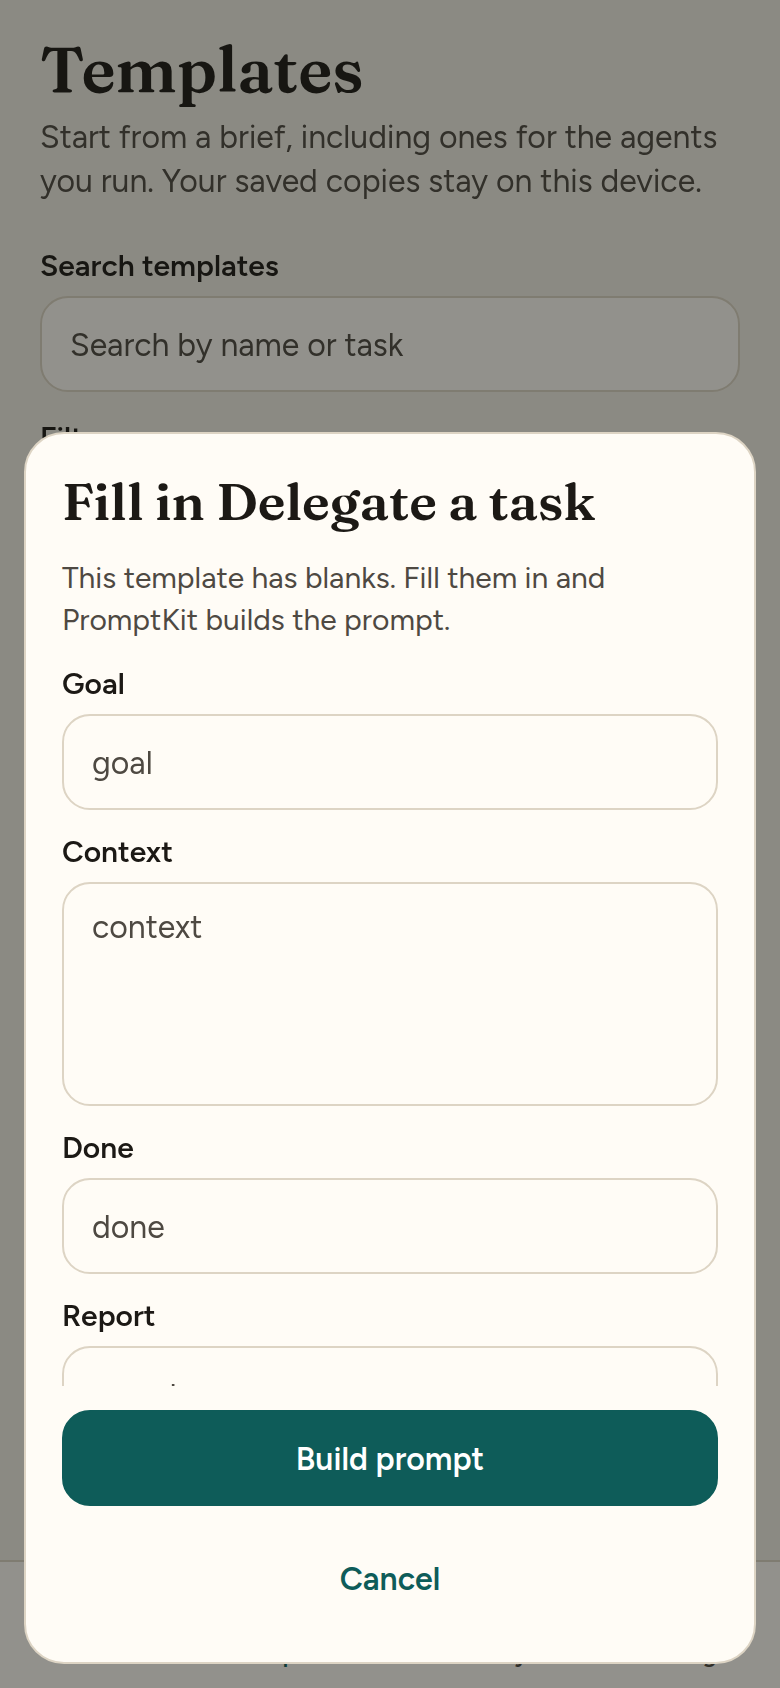 Templates
Start from a brief, including ones for the agents
you run. Your saved copies stay on this device.
Search templates
Search by name or task
Fill in Delegate a task
This template has blanks. Fill them in and
PromptKit builds the prompt.
Goal
goal
Context
context
Done
done
Report
Build prompt
Cancel